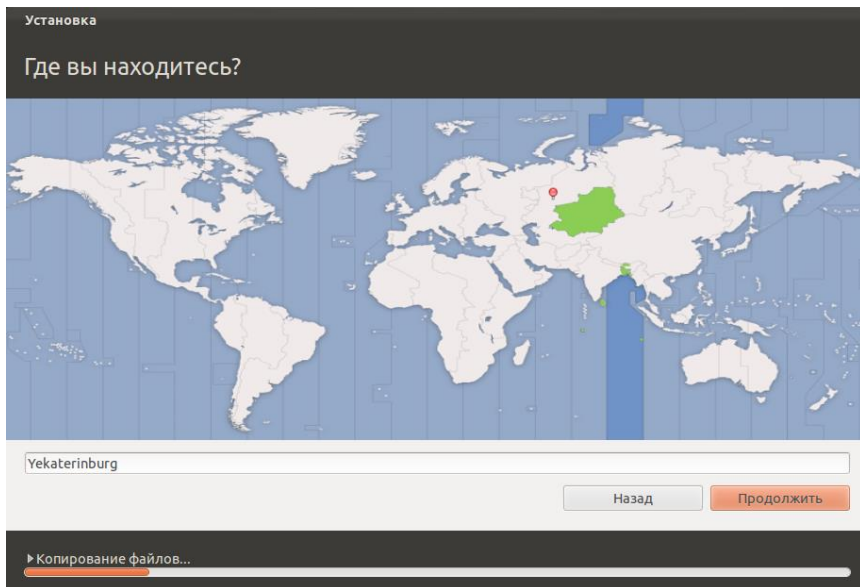 Установка
Где вы находитесь?
Yekaterinburg
Назад
Продолжить
Копирование файлов...